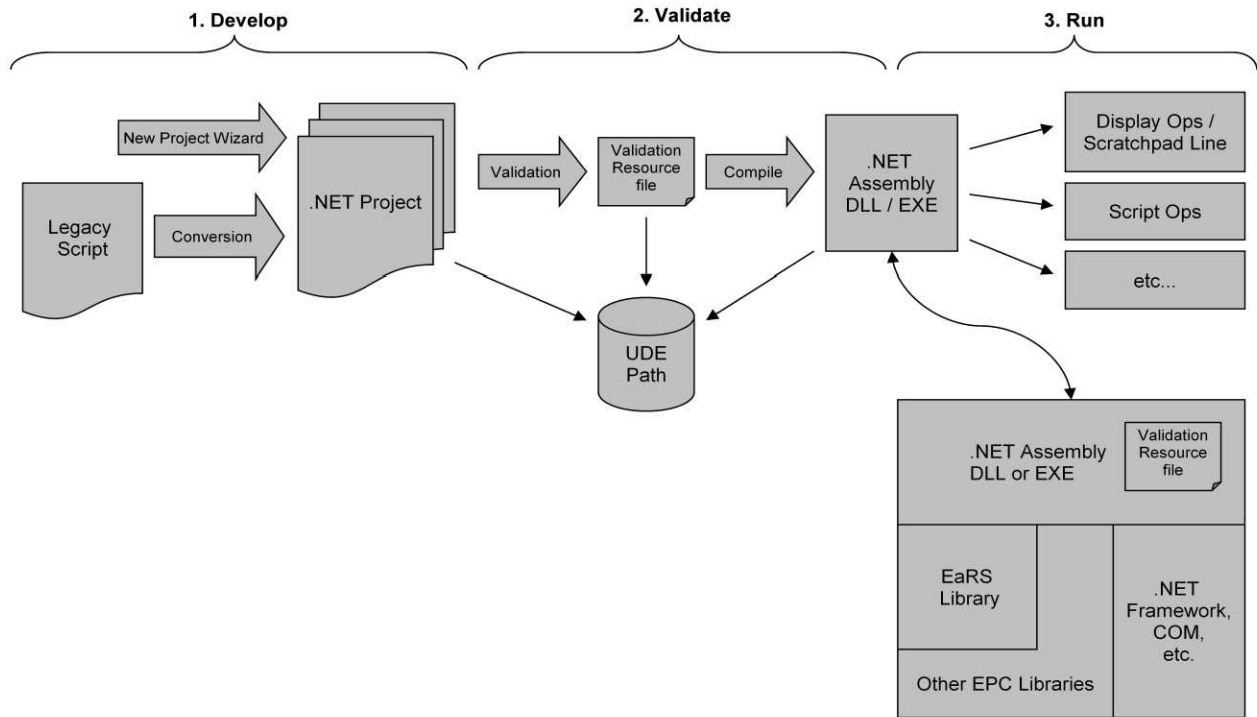 1. Develop
2. Validate
3. Run
New Project Wizard
Legacy
Script
Conversion
.NET Project
Validation
Validation
Resource
file
Compile
.NET
Assembly
DLL / EXE
Display Ops /
Scratchpad Line
Script Ops
etc...
UDE
Path
.NET Assembly
DLL or EXE
Validation
Resource
file
EaRS
Library
Other EPC Libraries
.NET
Framework,
COM,
etc.